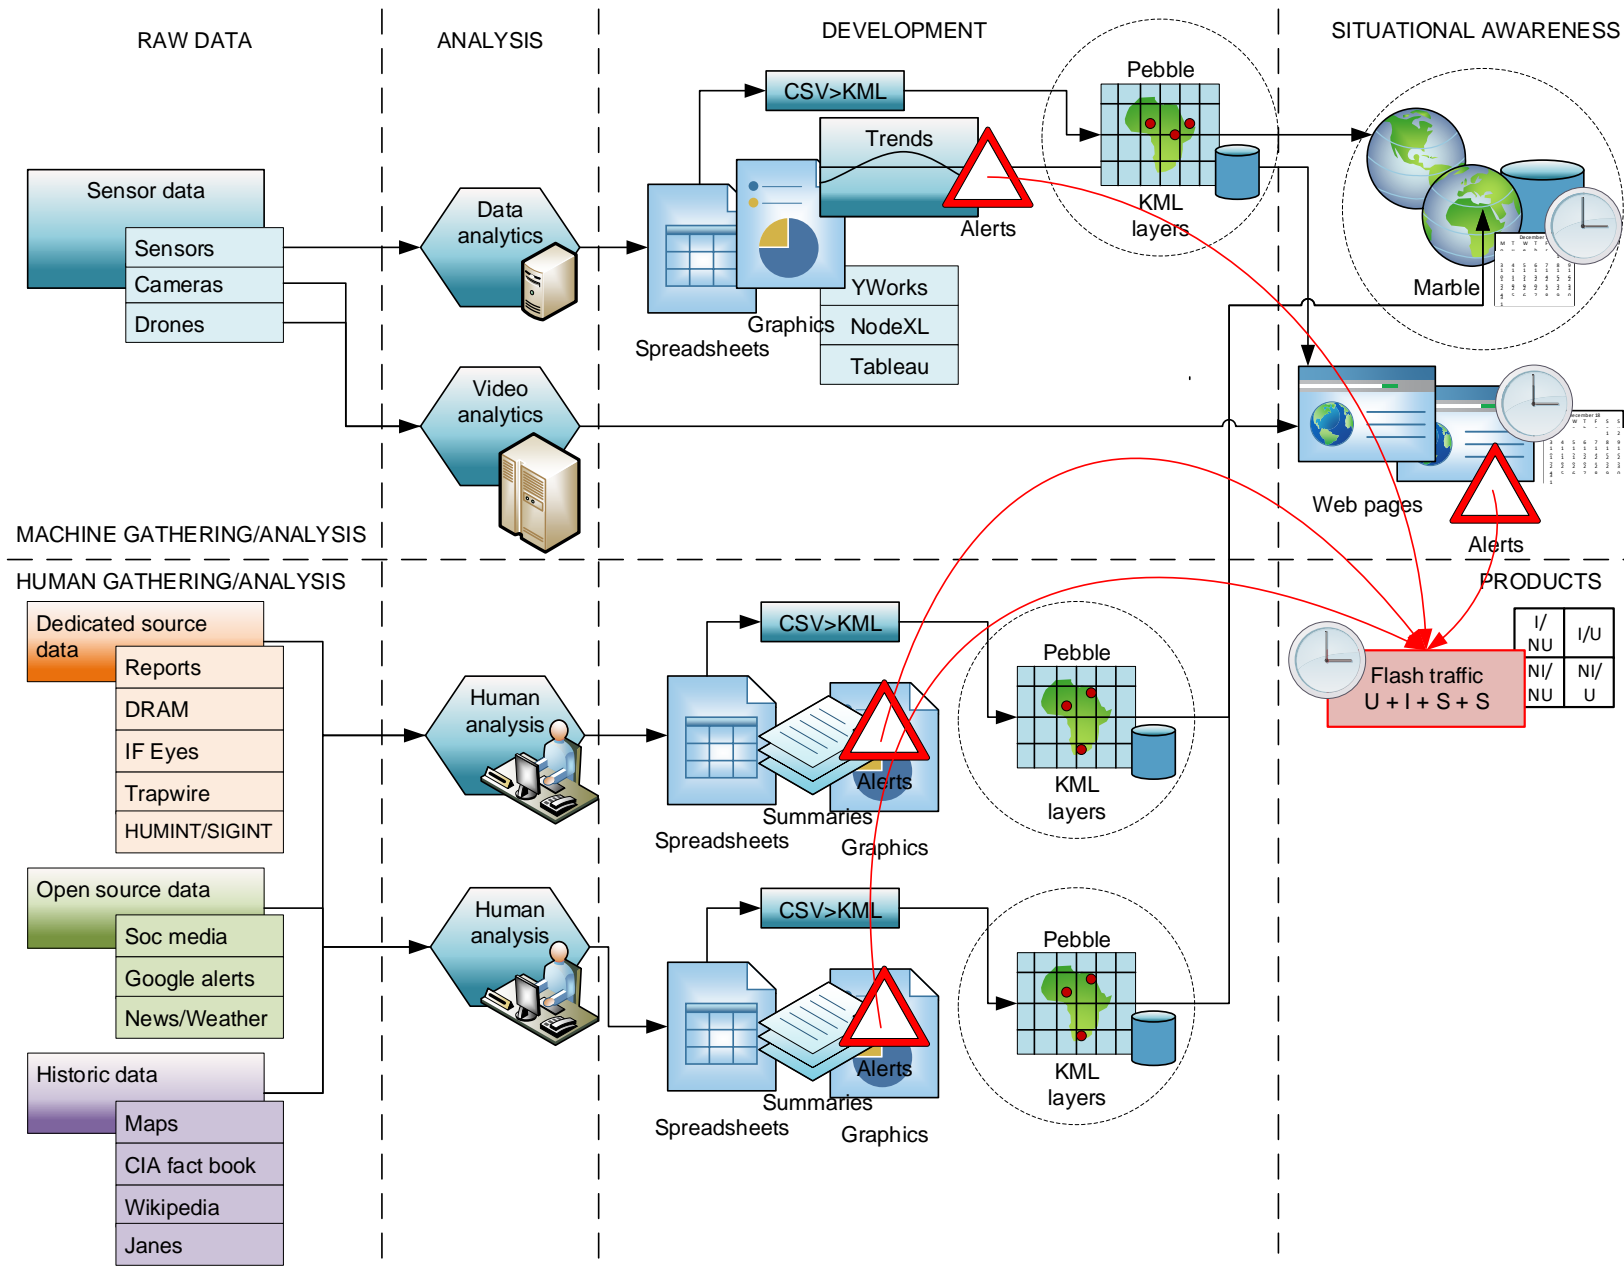 RAW DATA
ANALYSIS
DEVELOPMENT
SITUATIONAL AWARENESS
Sensor data
Sensors
Cameras
Drones
Data
analytics
Video
analytics
CSV>KML
Trends
Alerts
Spreadsheets
Graphics
YWorks
NodeXL
Tableau
Pebble
KML
layers
Marble
December
M T W T F
Web pages
December 18
W T F S S
Alerts
MACHINE GATHERING/ANALYSIS
HUMAN GATHERING/ANALYSIS
PRODUCTS
Dedicated source
data
Reports
DRAM
IF Eyes
Trapwire
HUMINT/SIGINT
Human
analysis
CSV>KML
Alerts
Summaries
Spreadsheets
Graphics
Pebble
KML
layers
Flash traffic
U + I + S + S
I/
NU
I/U
NI/
NU
NI/
U
Open source data
Soc media
Google alerts
News/Weather
Human
analysis
CSV>KML
Alerts
Summaries
Spreadsheets
Graphics
Pebble
KML
layers
Historic data
Maps
CIA fact book
Wikipedia
Janes